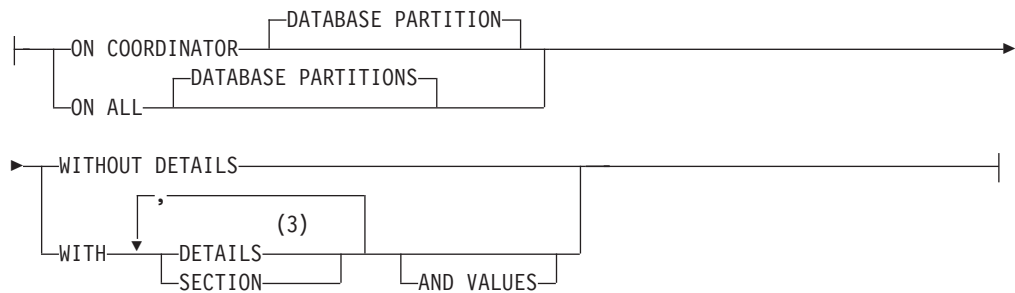 DATABASE PARTITION
ON COORDINATOR
DATABASE PARTITIONS
ON ALL
WITHOUT DETAILS
,
(3)
WITH DETAILS
SECTION AND VALUES